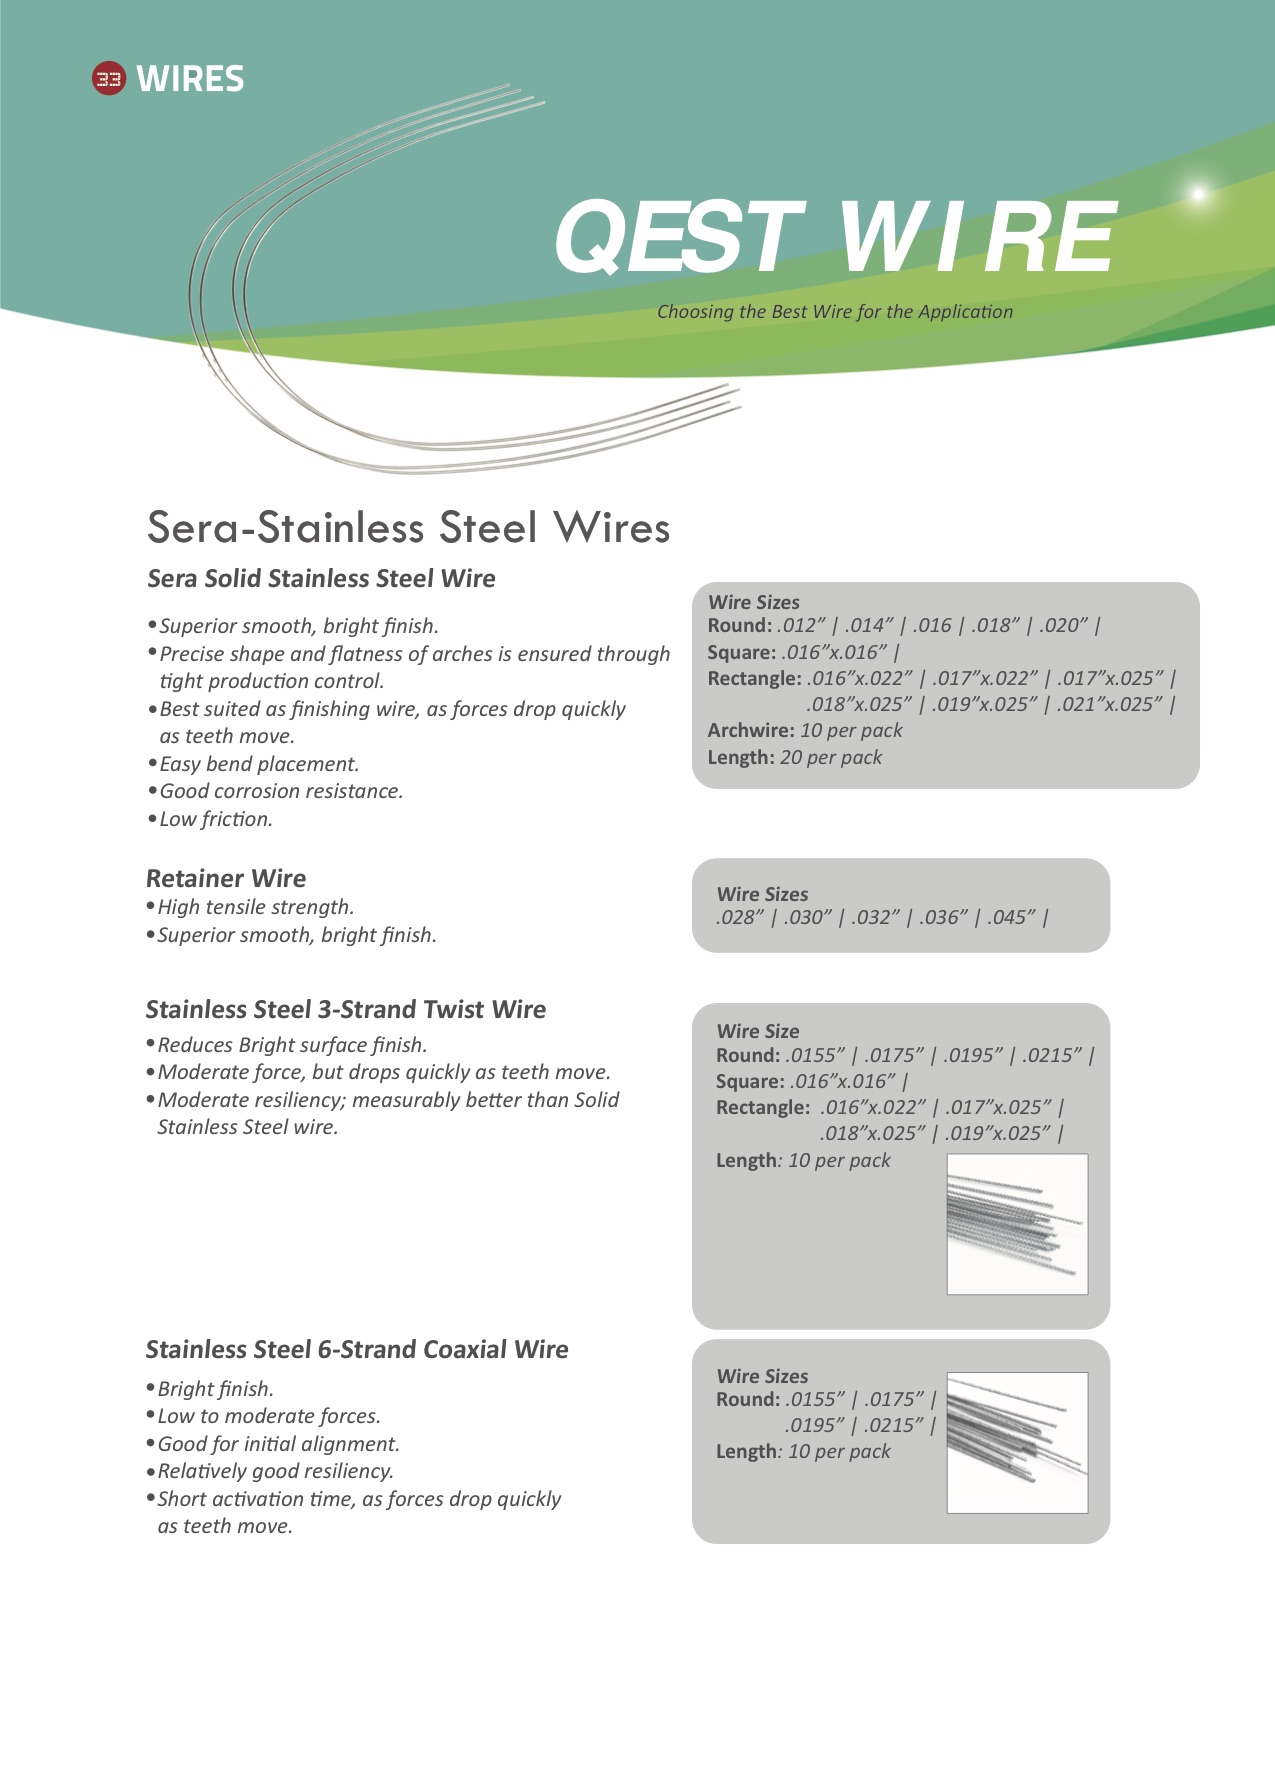 33 WIRES
QEST WIRE
Choosing the Best Wire for the Application
Sera-Stainless Steel Wires
Sera Solid Stainless Steel Wire
•Superior smooth, bright finish.
•Precise shape and flatness of arches is ensured through
tight production control.
•Best suited as finishing wire, as forces drop quickly
as teeth move.
•Easy bend placement.
•Good corrosion resistance.
•Low friction.
Wire Sizes
Round: .012” | .014” | .016 | .018” | .020” |
Square: .016”x.016” |
Rectangle: .016”x.022” | .017”x.022” | .017”x.025” |
.018”x.025” | .019”x.025” | .021”x.025” |
Archwire: 10 per pack
Length: 20 per pack
Retainer Wire
•High tensile strength.
•Superior smooth, bright finish.
Wire Sizes
.028” | .030” | .032” | .036” | .045” |
Stainless Steel 3-Strand Twist Wire
•Reduces Bright surface finish.
•Moderate force, but drops quickly as teeth move.
•Moderate resiliency; measurably better than Solid
Stainless Steel wire.
Wire Size
Round: .0155” | .0175” | .0195” | .0215” |
Square: .016”x.016” |
Rectangle: .016”x.022” | .017”x.025” |
.018”x.025” | .019”x.025” |
Length: 10 per pack
Stainless Steel 6-Strand Coaxial Wire
•Bright finish.
•Low to moderate forces.
•Good for initial alignment.
•Relatively good resiliency.
•Short activation time, as forces drop quickly
as teeth move.
Wire Sizes
Round: .0155” | .0175” |
.0195” | .0215” |
Length: 10 per pack